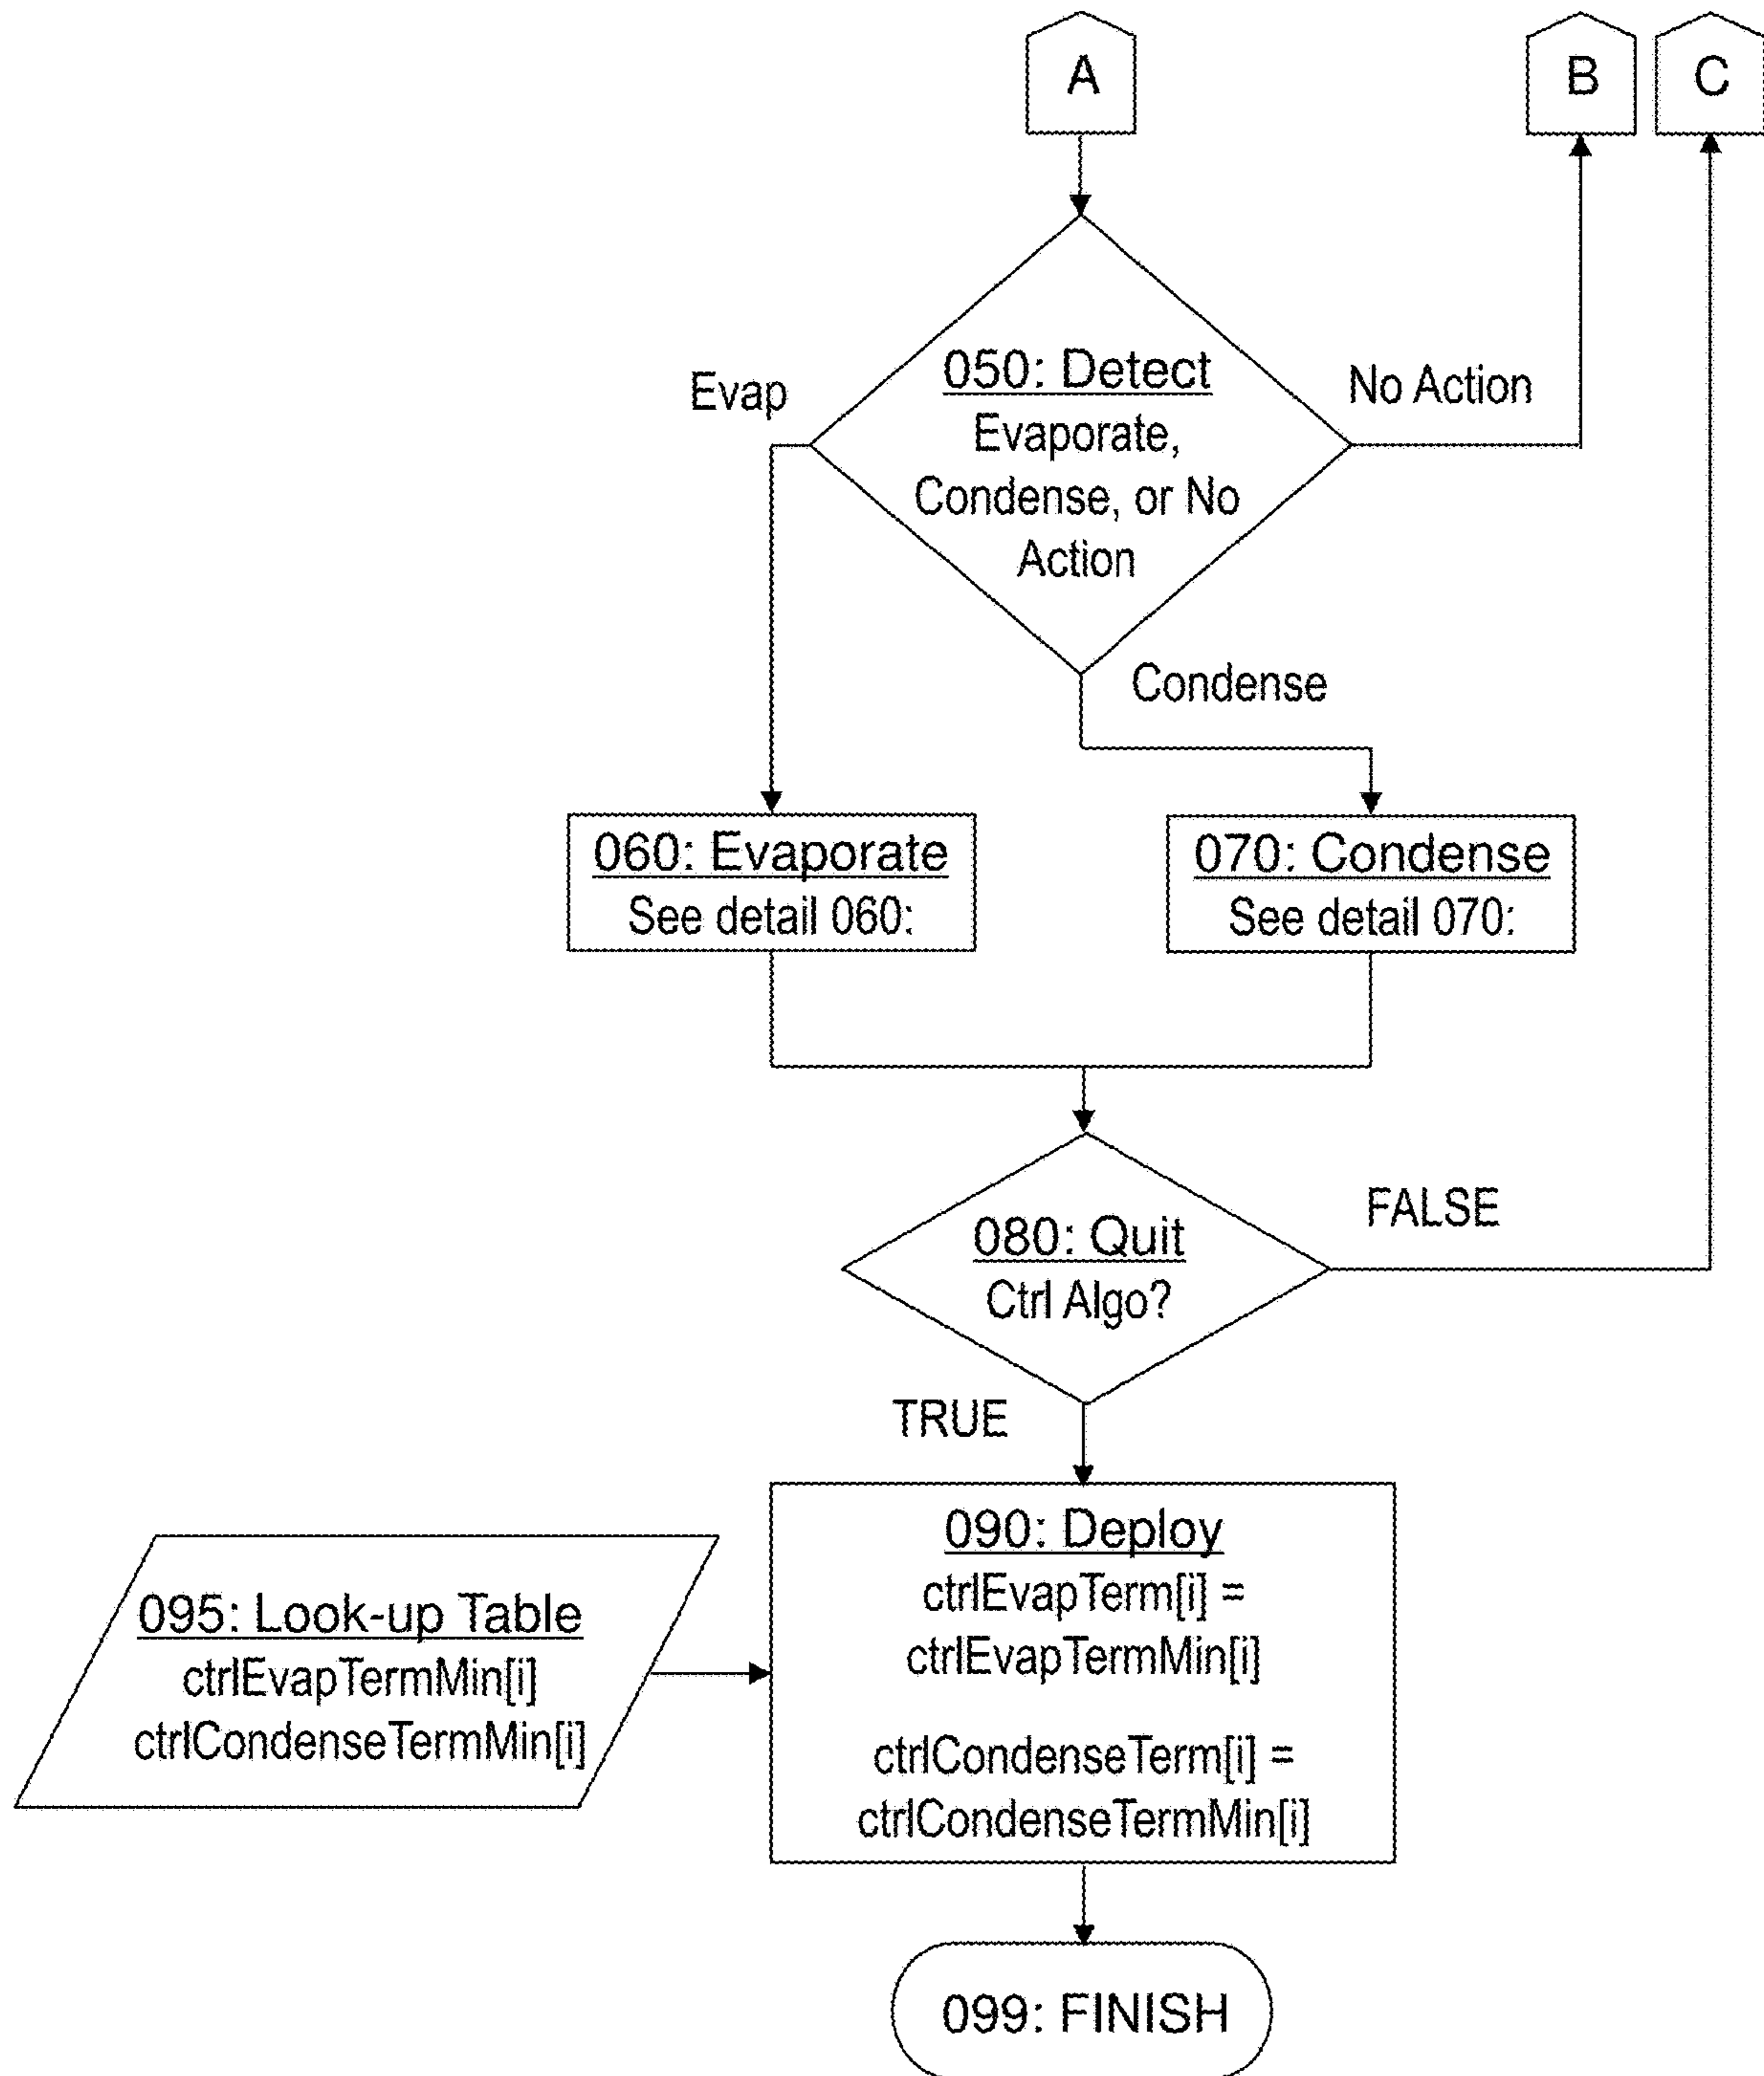 A
B
C
050: Detect
Evaporate,
Condense, or No
Action
Evap
No Action
Condense
060: Evaporate
See detail 060:
070: Condense
See detail 070:
080: Quit
Ctrl Algo?
FALSE
TRUE
090: Deploy
ctrlEvapTerm[i] =
ctrlEvapTermMin[i]
ctrlCondenseTerm[i] =
ctrlCondenseTermMin[i]
095: Look-up Table
ctrlEvapTermMin[i]
ctrlCondenseTermMin[i]
099: FINISH